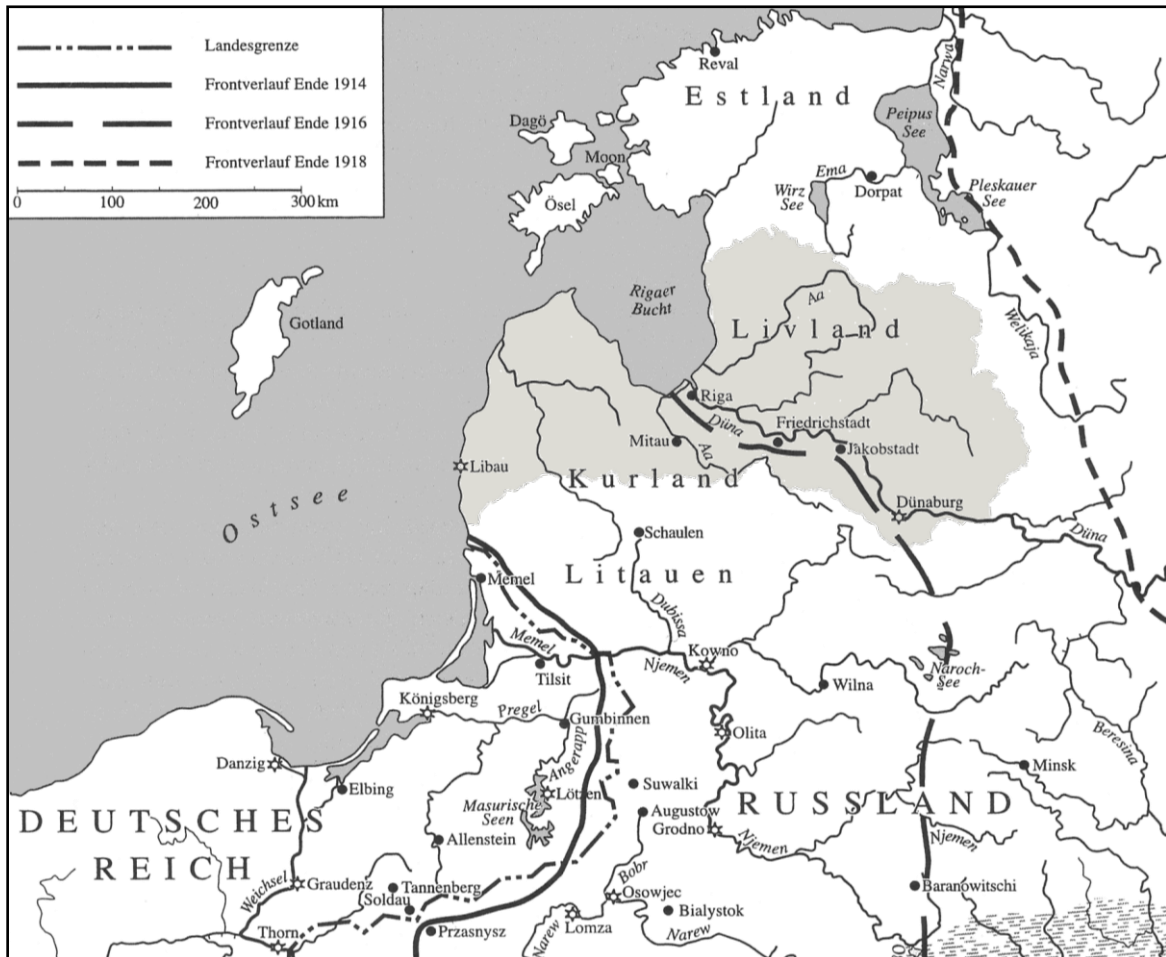 Landesgrenze
Frontverlauf Ende 1914
Frontverlauf Ende 1916
Frontverlauf Ende 1918
0 100 200 300 km
Reval
Narwa
Estland
Peipus
See
Dagö
Moon
Ema
Wirz
See
Dorpat
Pleskauer
See
Ösel
Rigaer
Bucht
Aa
Gotland
Livland
Welikaja
Riga
Düna
Friedrichstadt
Mitau
Aa
Jakobstadt
Libau
Kurland
Dünaburg
Ostsee
Düna
Schaulen
Memel
Litauen
Dubissa
Memel
Tilsit
Njemen
Kowno
Naroch-
See
Wilna
Königsberg
Pregel
Gumbinnen
Olita
Beresina
Danzig
Angerapp
Elbing
Lötzen
Suwalki
Minsk
Masurische
Seen
Augustow
RUSSLAND
DEUTSCHES
REICH
Grodno
Allenstein
Njemen
Njemen
Bobr
Weichsel
Graudenz
Tannenberg
Soldau
Osowjec
Baranowitschi
Bialystok
Thorn
Przasnysz
Narew
Lomza
Narew